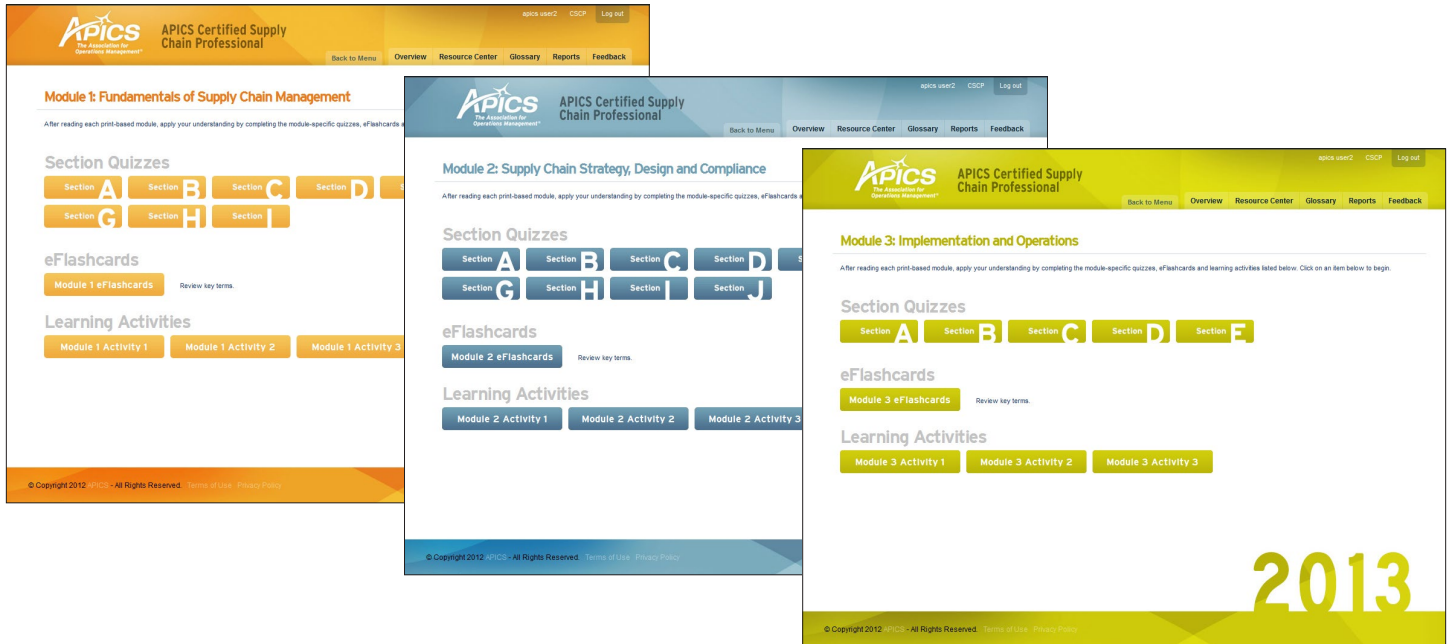 apics user2 CSCP Log out
APICS
The Association for
Operations Management
APICS Certified Supply
Chain Professional
Back to Menu Overview Resource Center Glossary Reports Feedback
Module 1: Fundamentals of Supply Chain Management
After reading each print-based module, apply your understanding by completing the module-specific quizzes, eFlashcards a
Section Quizzes
Section A Section B Section C Section D S
Section G Section H Section I
eFlashcards
Module 1 eFlashcards Review key terms.
Learning Activities
Module 1 Activity 1 Module 1 Activity 2 Module 1 Activity 3
© Copyright 2012 APICS - All Rights Reserved. Terms of Use Privacy Policy
apics user2 CSCP Log out
APICS
The Association for
Operations Management
APICS Certified Supply
Chain Professional
Back to Menu Overview Resource Center Glossary Reports Feedback
Module 2: Supply Chain Strategy, Design and Compliance
After reading each print-based module, apply your understanding by completing the module-specific quizzes, eFlashcards a
Section Quizzes
Section A Section B Section C Section D S
Section G Section H Section I Section J
eFlashcards
Module 2 eFlashcards Review key terms.
Learning Activities
Module 2 Activity 1 Module 2 Activity 2 Module 2 Activity 3
© Copyright 2012 APICS - All Rights Reserved. Terms of Use Privacy Policy
apics user2 CSCP Log out
APICS
The Association for
Operations Management
APICS Certified Supply
Chain Professional
Back to Menu Overview Resource Center Glossary Reports Feedback
Module 3: Implementation and Operations
After reading each print-based module, apply your understanding by completing the module-specific quizzes, eFlashcards and learning activities listed below. Click on an item below to begin.
Section Quizzes
Section A Section B Section C Section D Section E
eFlashcards
Module 3 eFlashcards Review key terms.
Learning Activities
Module 3 Activity 1 Module 3 Activity 2 Module 3 Activity 3
2013
© Copyright 2012 APICS - All Rights Reserved. Terms of Use Privacy Policy